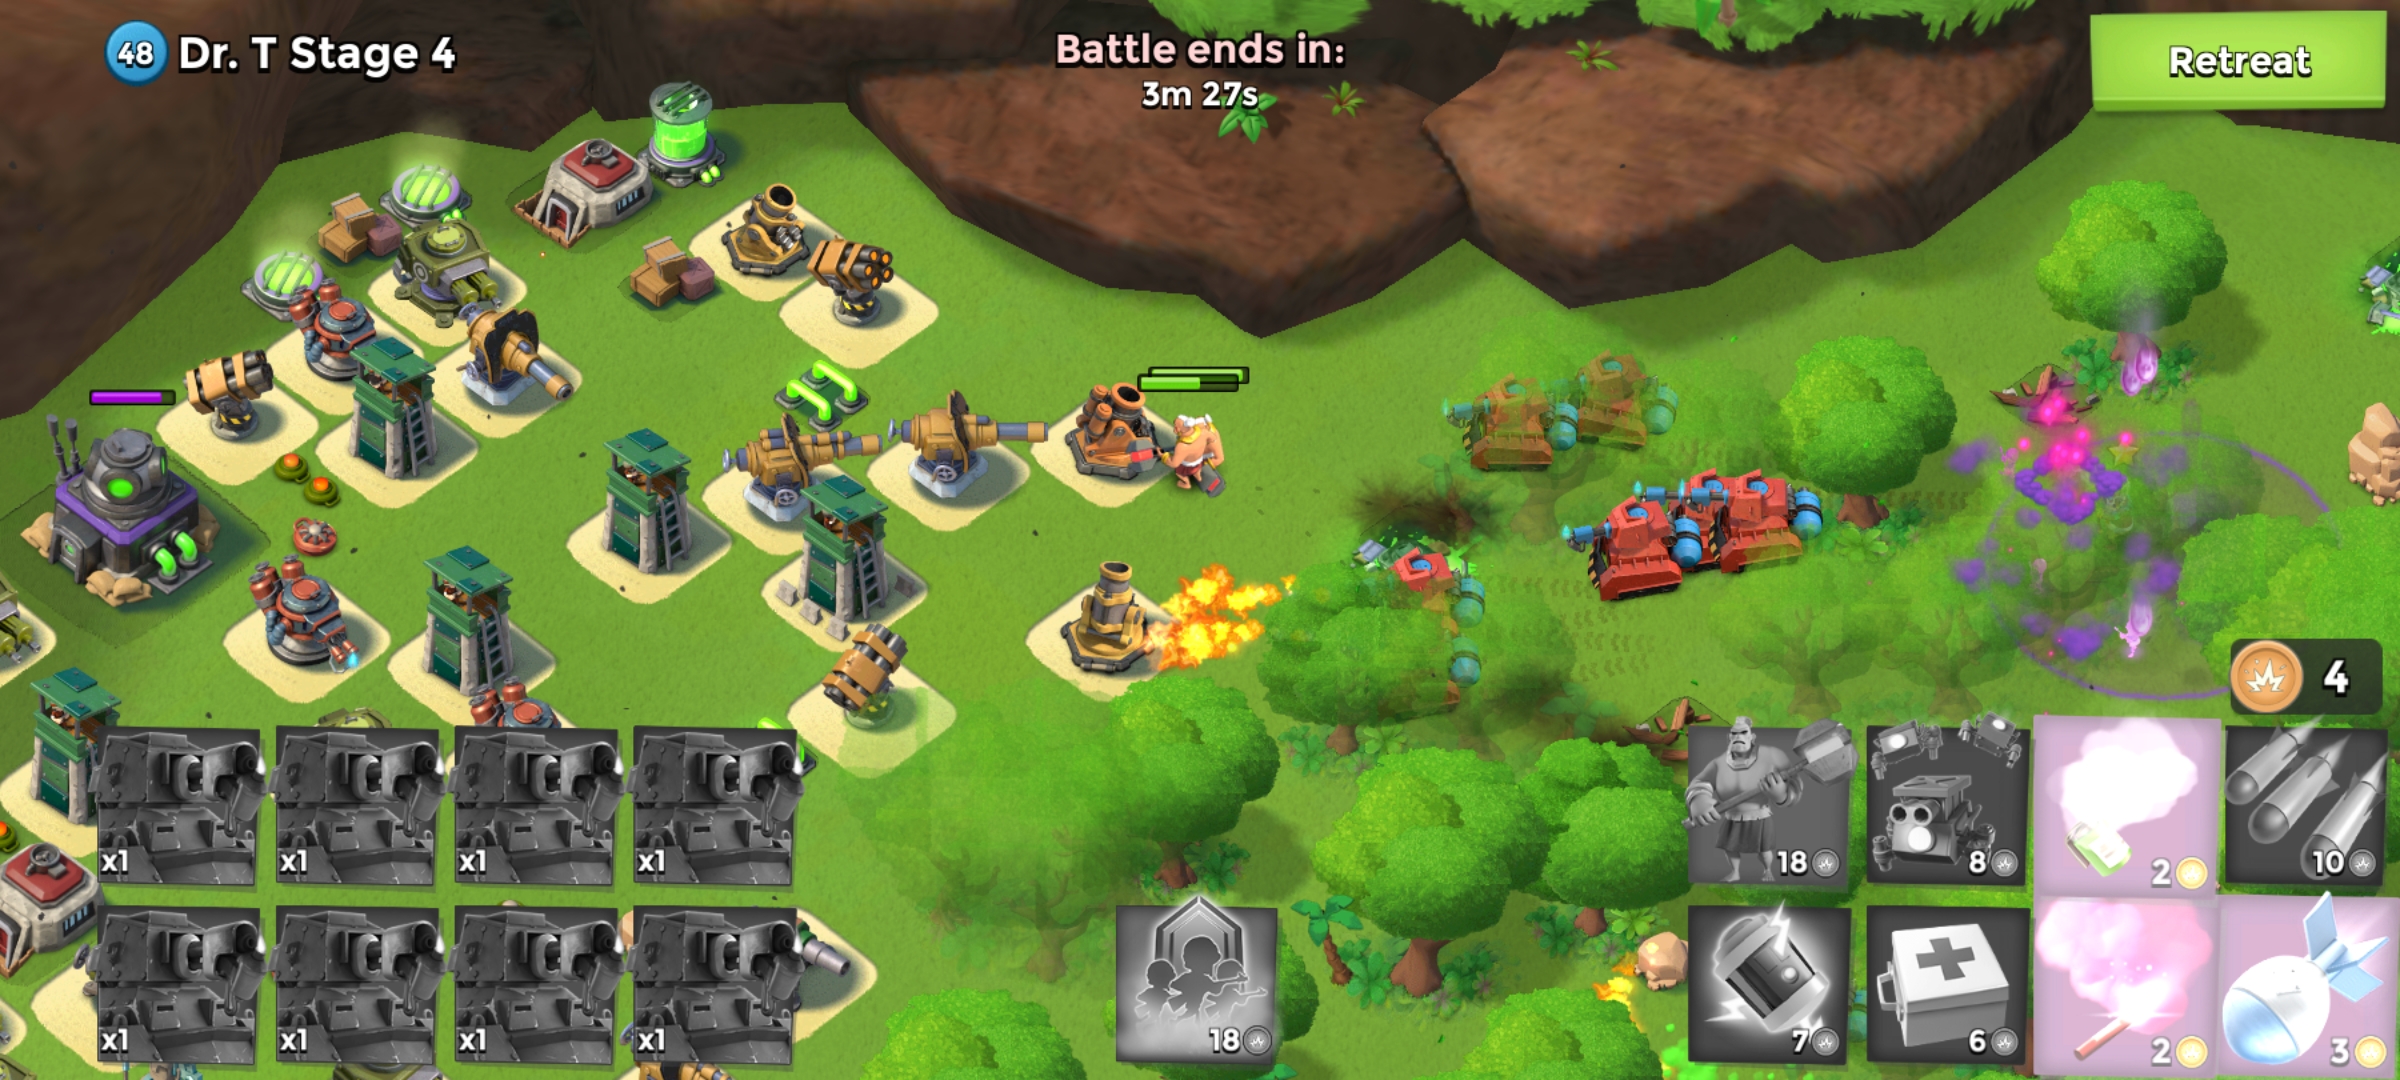 48 Dr. T Stage 4
Battle ends in:
3m 27s
Retreat
4
x1 x1 x1 x1
18 8 2 10
x1 x1 x1 x1
18 7 6 2 3